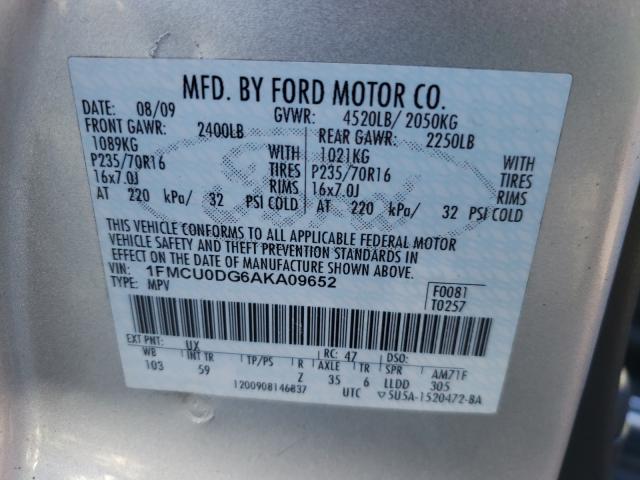 MFD. BY FORD MOTOR CO.
DATE: 08/09 GVWR: 4520LB/ 2050KG
FRONT GAWR: 2400LB REAR GAWR: 2250LB
1089KG WITH 1021KG WITH
P235/70R16 TIRES P235/70R16 TIRES
16x7.0J RIMS 16x7.0J RIMS
AT 220 kPa/ 32 PSI COLD AT 220 kPa/ 32 PSI COLD
THIS VEHICLE CONFORMS TO ALL APPLICABLE FEDERAL MOTOR
VEHICLE SAFETY AND THEFT PREVENTION STANDARDS IN
EFFECT ON THE DATE OF MANUFACTURE SHOWN ABOVE.
VIN: 1FMCU0DG6AKA09652
TYPE: MPV
F0081
T0257
EXT PNT: UX RC: 47 DSO:
WB INT TR TP/PS R AXLE TR SPR AM71F
103 59 Z 35 6 LLDD 305
1200908146837 UTC ▽5U5A-1520472-BA
Ford